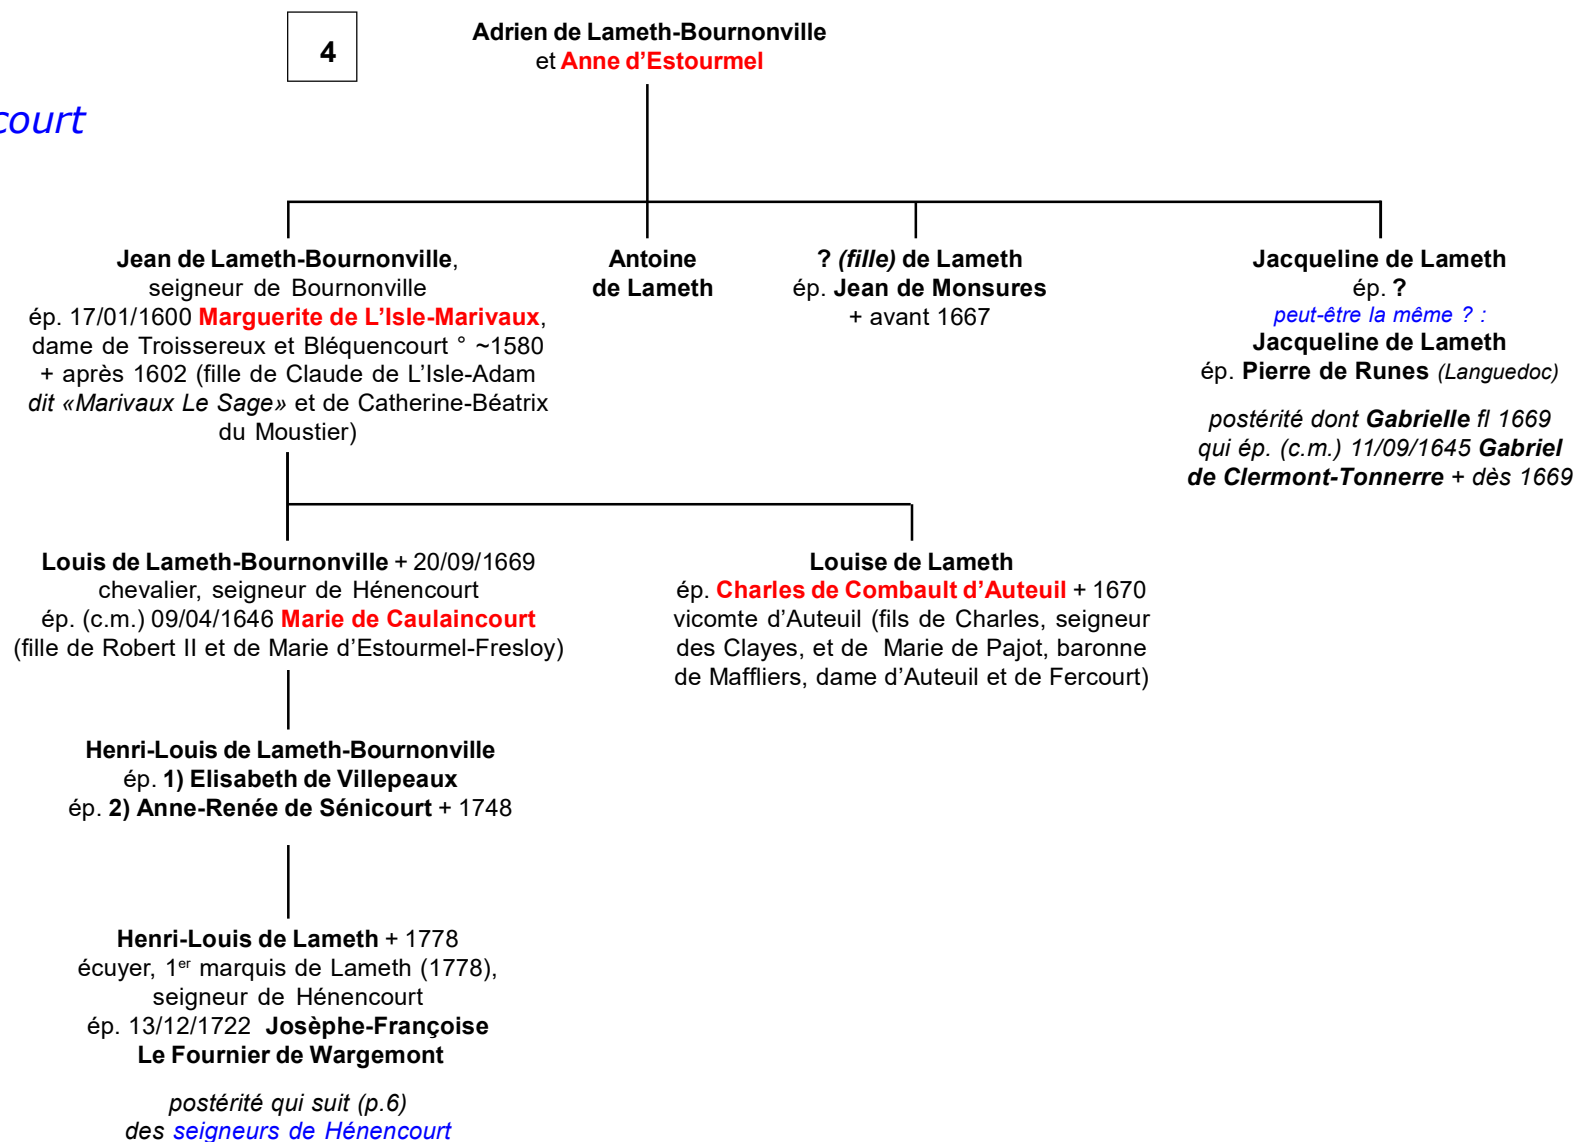 4
Adrien de Lameth-Bournonville
et Anne d’Estourmel
court
Jean de Lameth-Bournonville,
seigneur de Bournonville
ép. 17/01/1600 Marguerite de L’Isle-Marivaux,
dame de Troissereux et Bléquencourt ° ~1580
+ après 1602 (fille de Claude de L’Isle-Adam
dit «Marivaux Le Sage» et de Catherine-Béatrix
du Moustier)
Antoine
de Lameth
? (fille) de Lameth
ép. Jean de Monsures
+ avant 1667
Jacqueline de Lameth
ép. ?
peut-être la même ? :
Jacqueline de Lameth
ép. Pierre de Runes (Languedoc)
postérité dont Gabrielle fl 1669
qui ép. (c.m.) 11/09/1645 Gabriel
de Clermont-Tonnerre + dès 1669
Louis de Lameth-Bournonville + 20/09/1669
chevalier, seigneur de Hénencourt
ép. (c.m.) 09/04/1646 Marie de Caulaincourt
(fille de Robert II et de Marie d’Estourmel-Fresloy)
Louise de Lameth
ép. Charles de Combault d’Auteuil + 1670
vicomte d’Auteuil (fils de Charles, seigneur
des Clayes, et de Marie de Pajot, baronne
de Maffliers, dame d’Auteuil et de Fercourt)
Henri-Louis de Lameth-Bournonville
ép. 1) Elisabeth de Villepeaux
ép. 2) Anne-Renée de Sénicourt + 1748
Henri-Louis de Lameth + 1778
écuyer, 1er marquis de Lameth (1778),
seigneur de Hénencourt
ép. 13/12/1722 Josèphe-Françoise
Le Fournier de Wargemont
postérité qui suit (p.6)
des seigneurs de Hénencourt